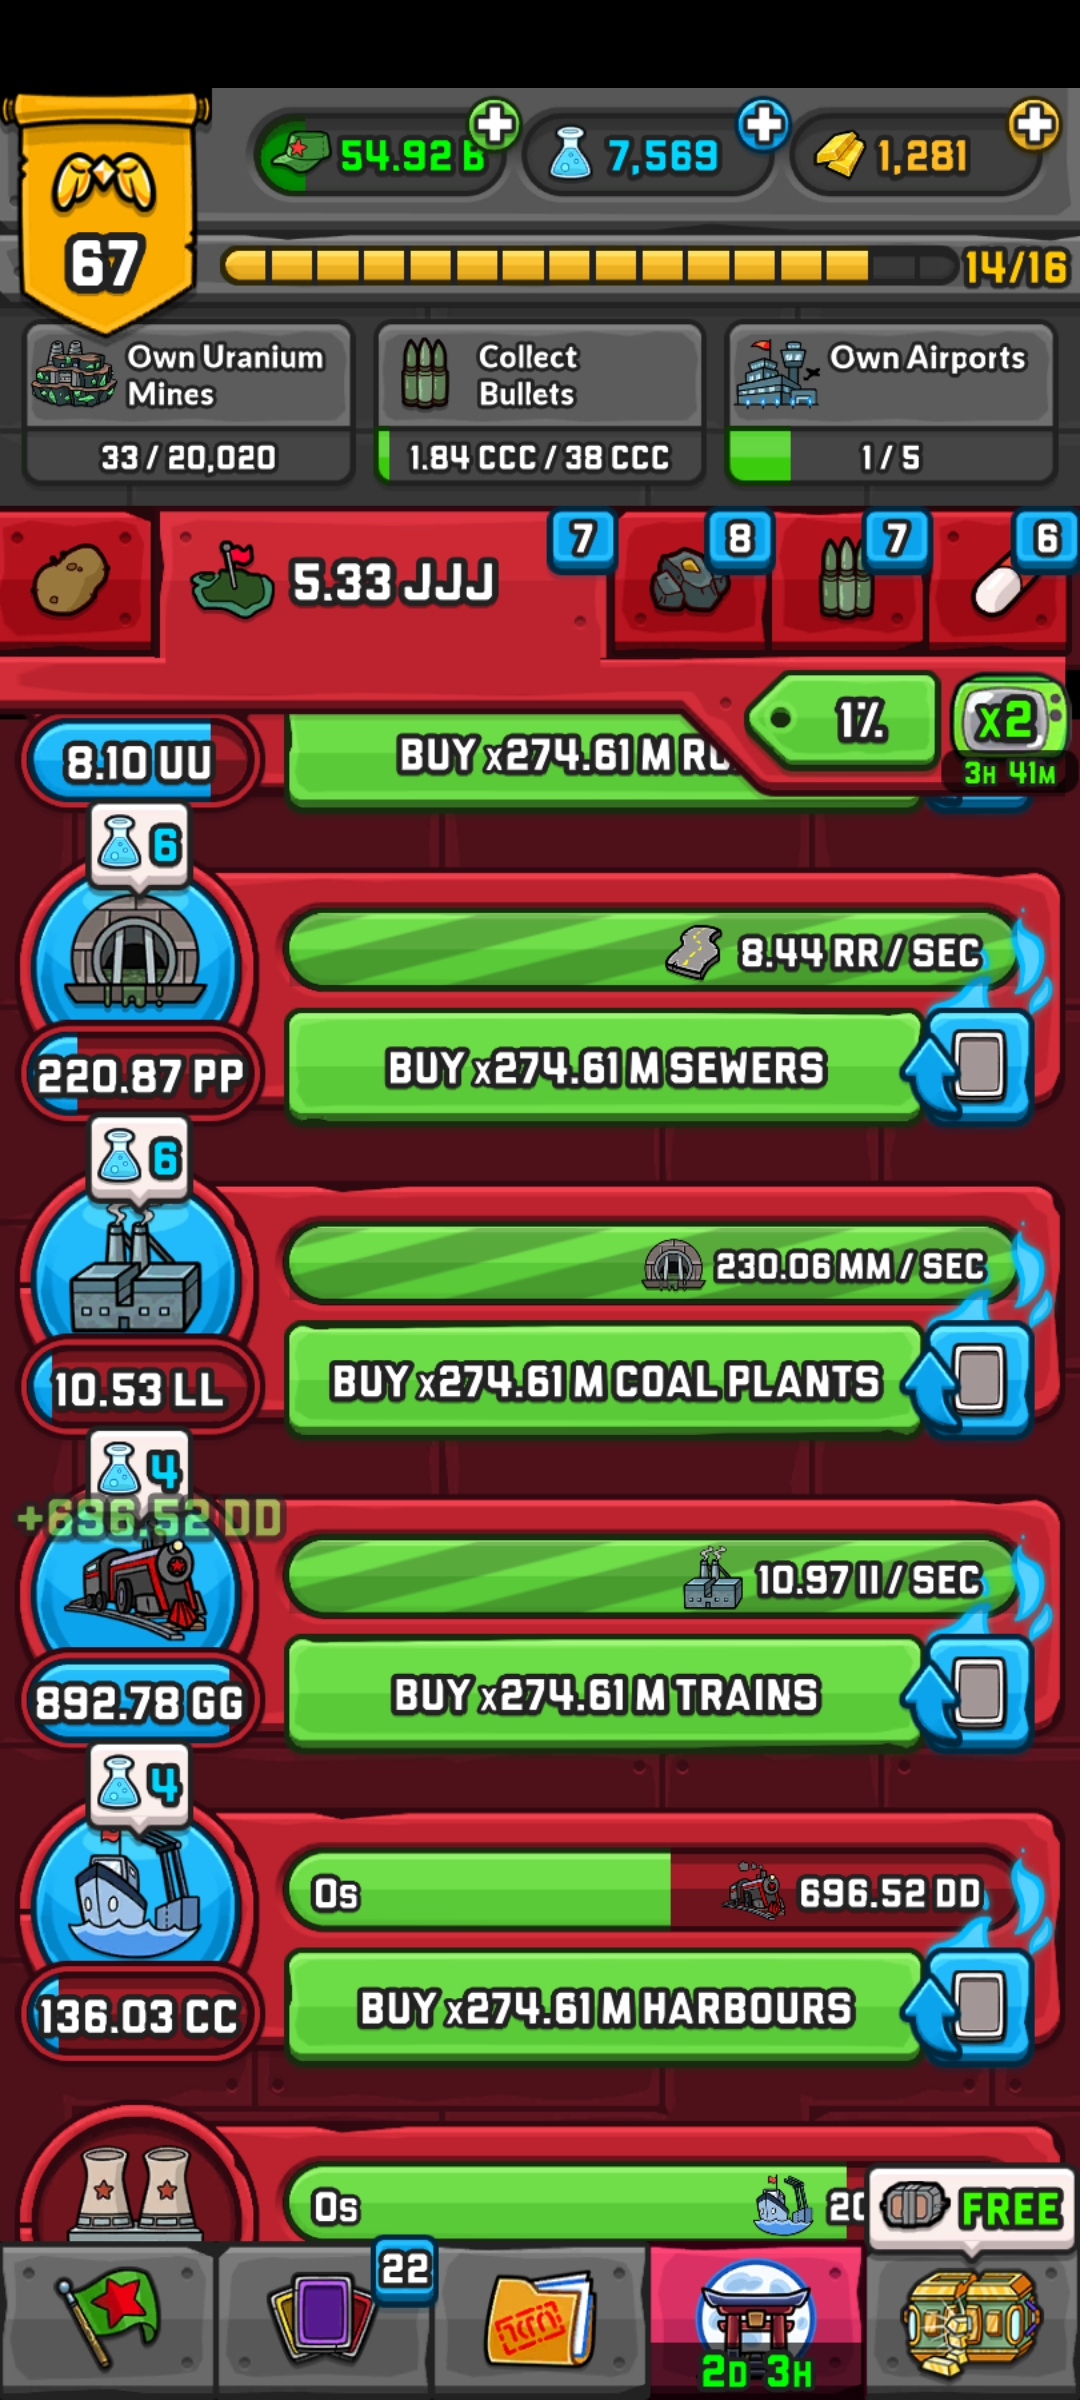 54.92 B
7,569
1,281
67
14/16
Own Uranium
Mines
33 / 20,020
Collect
Bullets
1.84 CCC / 38 CCC
Own Airports
1 / 5
5.33 JJJ
7
8
7
6
1%
x2
3H 41M
8.10 UU
BUY x274.61 M
6
8.44 RR / SEC
220.87 PP
BUY x274.61 M SEWERS
6
230.06 MM / SEC
10.53 LL
BUY x274.61 M COAL PLANTS
4
+696.52 DD
10.97 II / SEC
892.78 GG
BUY x274.61 M TRAINS
4
0s
696.52 DD
136.03 CC
BUY x274.61 M HARBOURS
0s
FREE
22
2D 3H